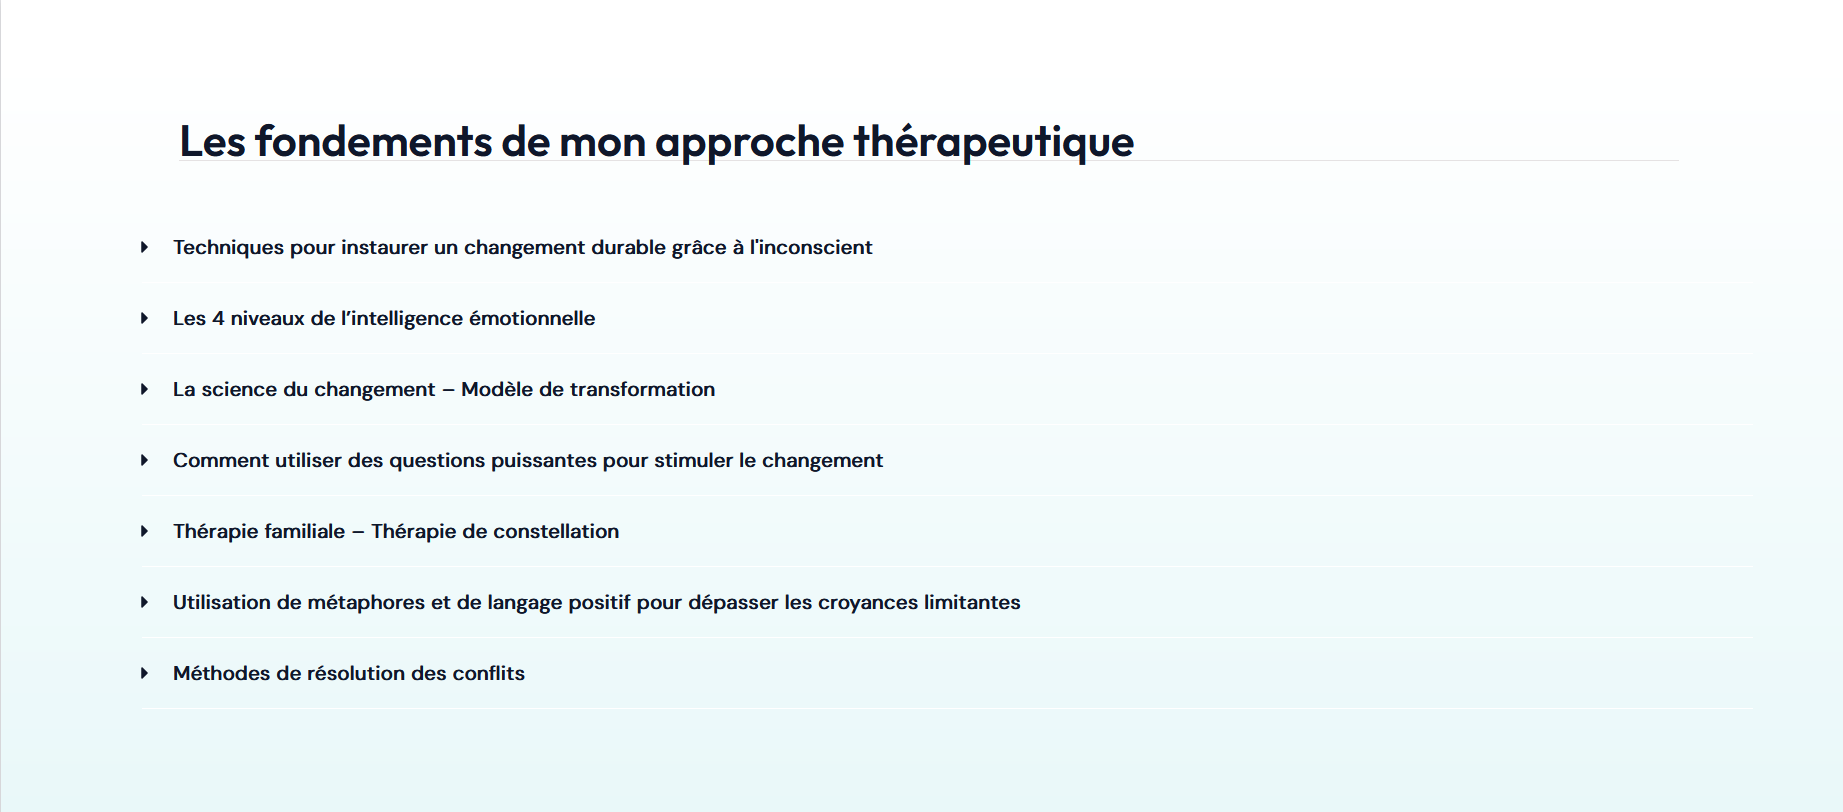 Les fondements de mon approche thérapeutique
Techniques pour instaurer un changement durable grâce à l'inconscient
Les 4 niveaux de l’intelligence émotionnelle
La science du changement – Modèle de transformation
Comment utiliser des questions puissantes pour stimuler le changement
Thérapie familiale – Thérapie de constellation
Utilisation de métaphores et de langage positif pour dépasser les croyances limitantes
Méthodes de résolution des conflits